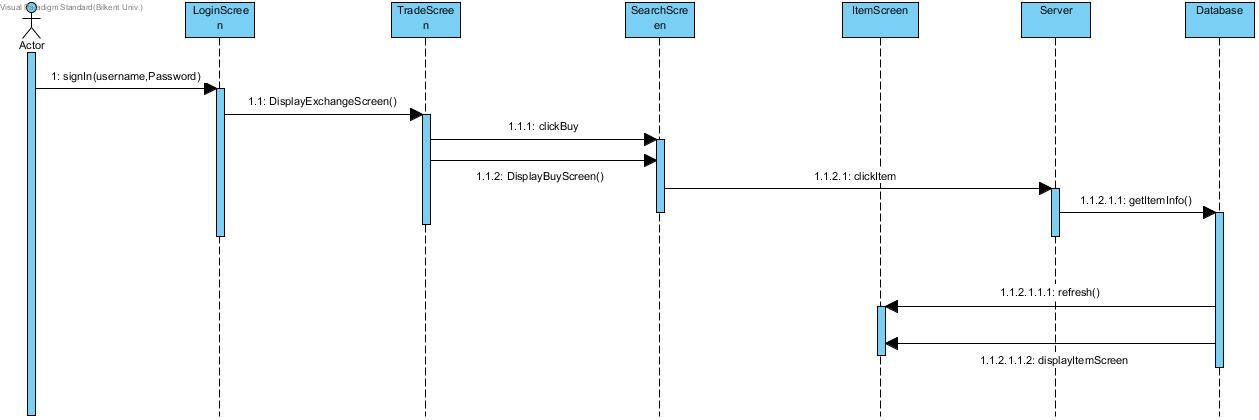 Visual Paradigm Standard(Bilkent Univ.)
LoginScree
n
TradeScree
n
SearchScre
en
ItemScreen
Server
Database
Actor
1: signIn(username,Password)
1.1: DisplayExchangeScreen()
1.1.1: clickBuy
1.1.2: DisplayBuyScreen()
1.1.2.1: clickItem
1.1.2.1.1: getItemInfo()
1.1.2.1.1.1: refresh()
1.1.2.1.1.2: displayItemScreen